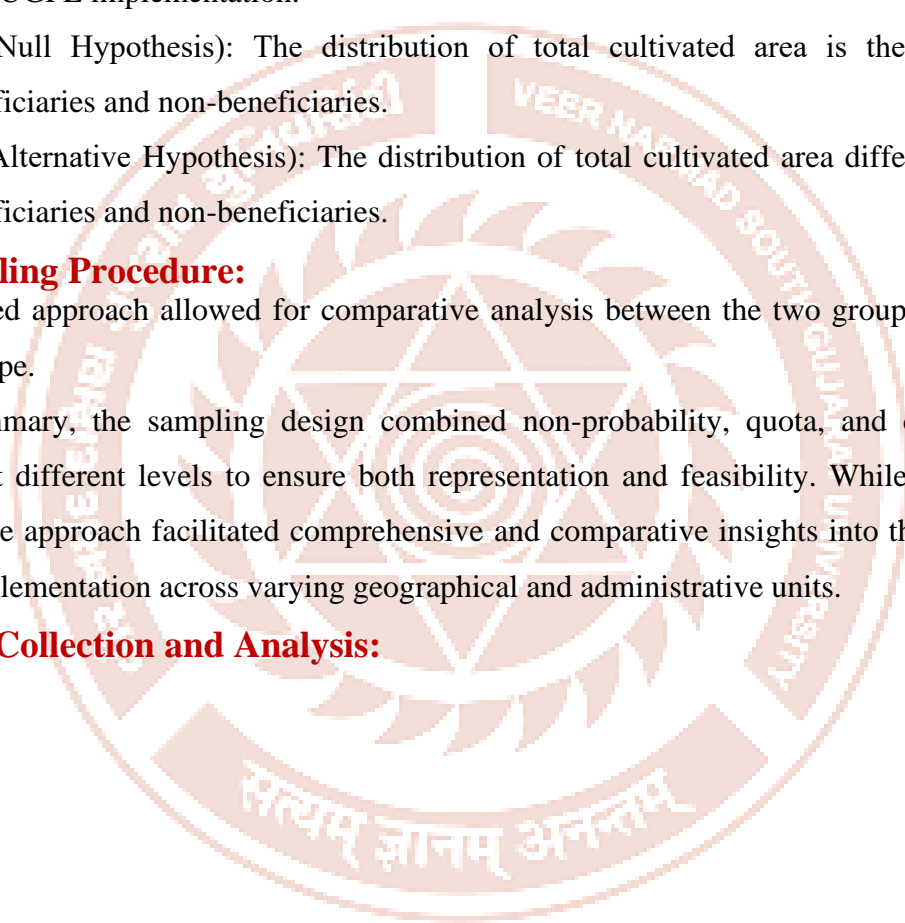 UGPL implementation.
Null Hypothesis): The distribution of total cultivated area is the
ficiaries and non-beneficiaries.
Alternative Hypothesis): The distribution of total cultivated area diffe
ficiaries and non-beneficiaries.
ling Procedure:
ed approach allowed for comparative analysis between the two group
pe.
mary, the sampling design combined non-probability, quota, and
t different levels to ensure both representation and feasibility. While
e approach facilitated comprehensive and comparative insights into th
plementation across varying geographical and administrative units.
Collection and Analysis:
VEER NARMAD SOUTH GUJARAT UNIVERSITY
सत्यम् ज्ञानम् अनन्तम्